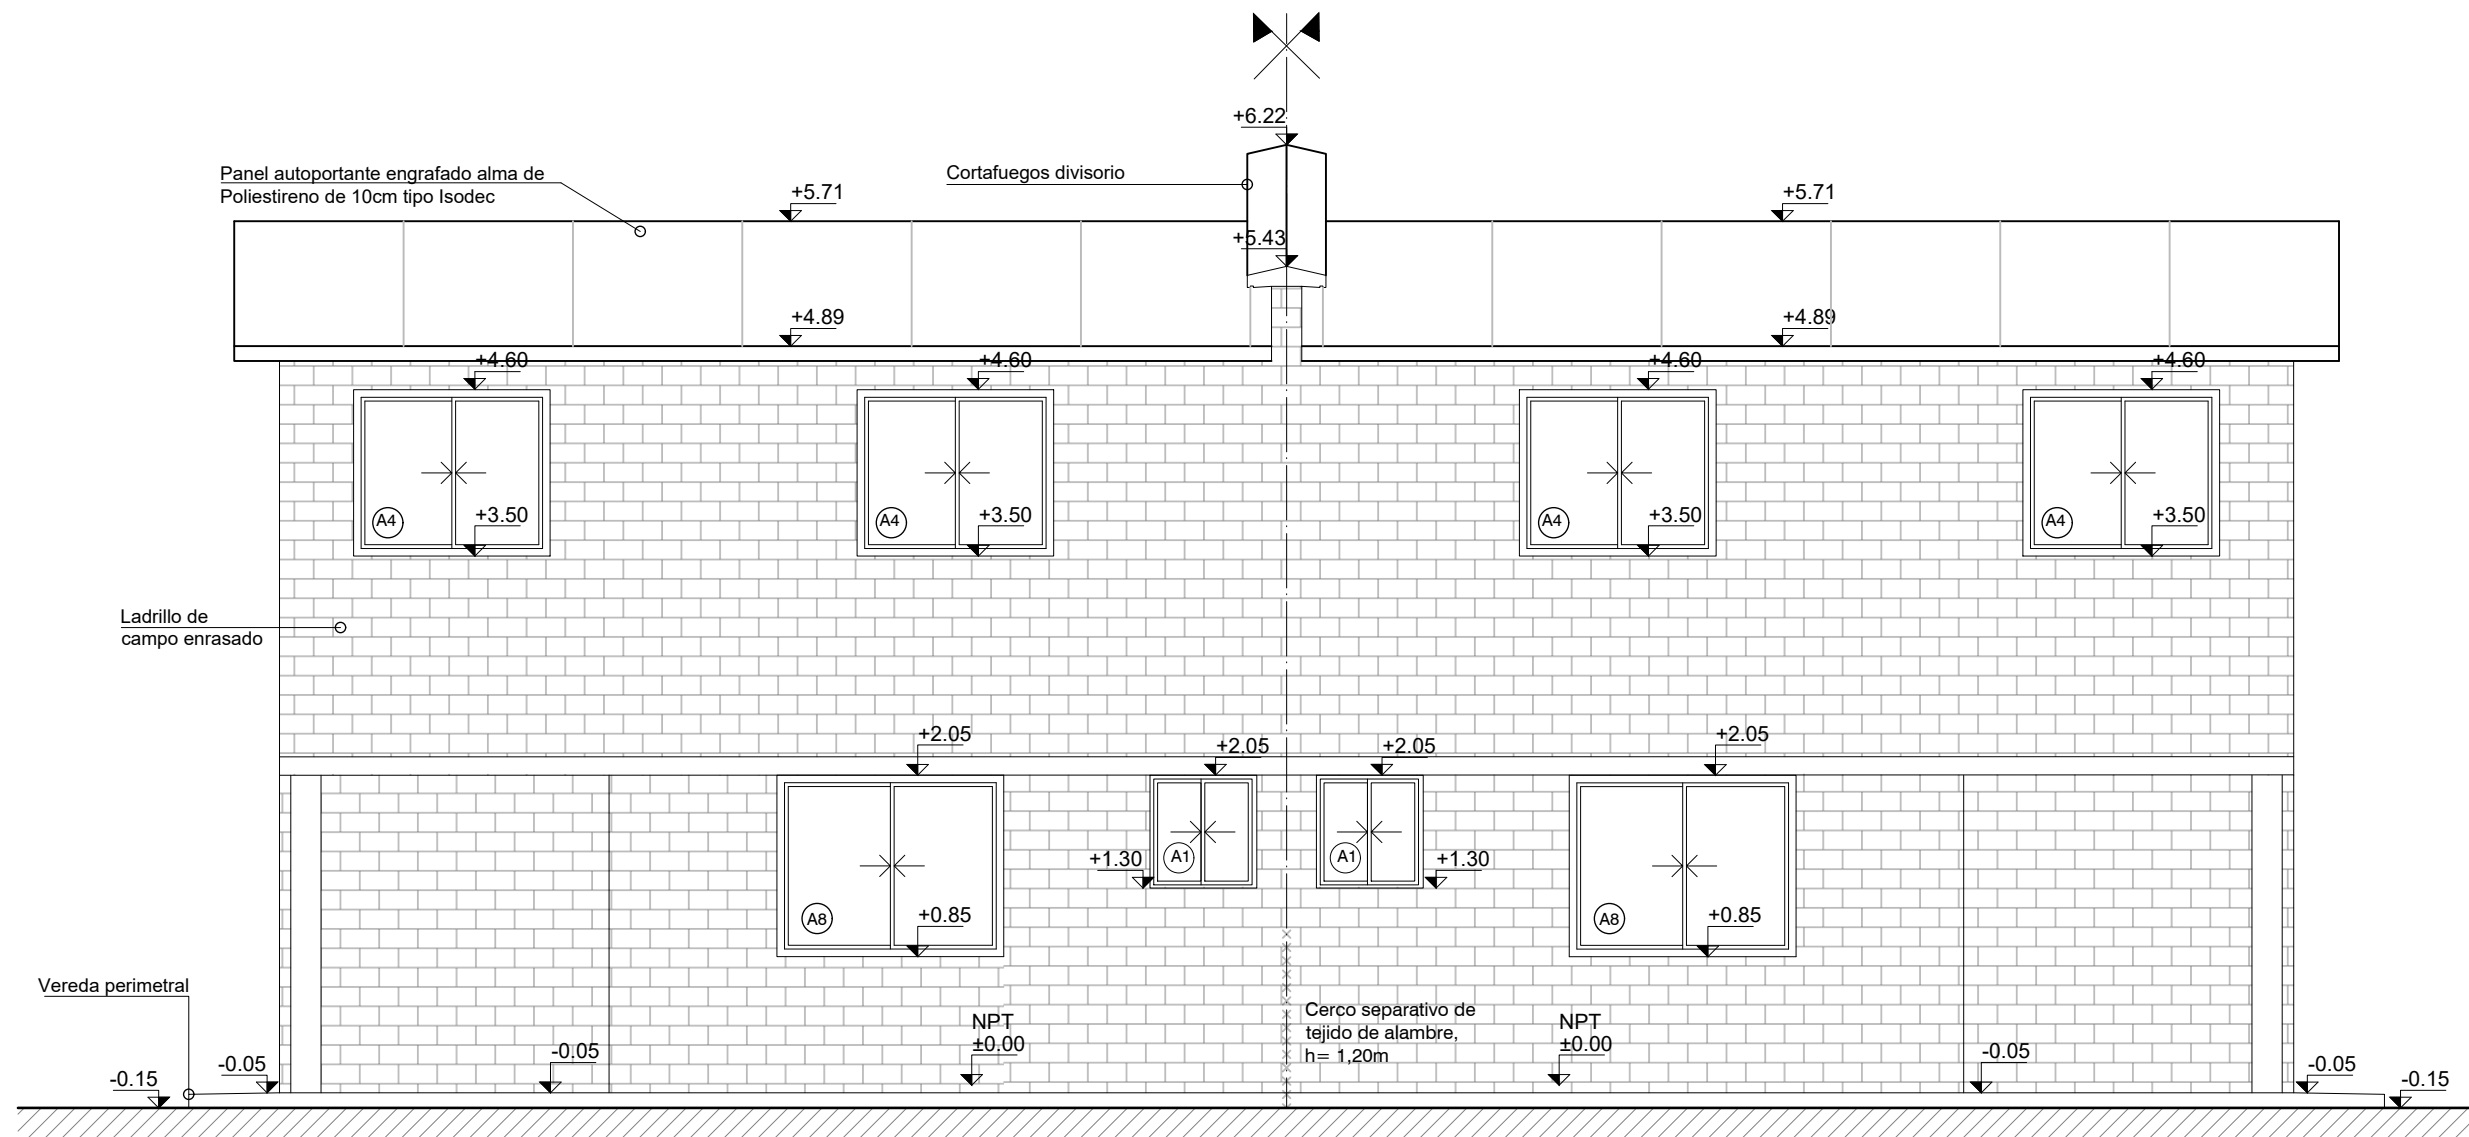 +6.22
Panel autoportante engrafado alma de
Poliestireno de 10cm tipo Isodec
Cortafuegos divisorio
+5.71
+5.71
+5.43
+4.89
+4.89
+4.60
+4.60
+4.60
+4.60
A4
+3.50
A4
+3.50
A4
+3.50
A4
+3.50
Ladrillo de
campo enrasado
+2.05
+2.05
+2.05
+2.05
+1.30
A1
A1
+1.30
A8
+0.85
A8
+0.85
Vereda perimetral
Cerco separativo de
tejido de alambre,
h= 1,20m
NPT
±0.00
NPT
±0.00
-0.15
-0.05
-0.05
-0.05
-0.05
-0.15